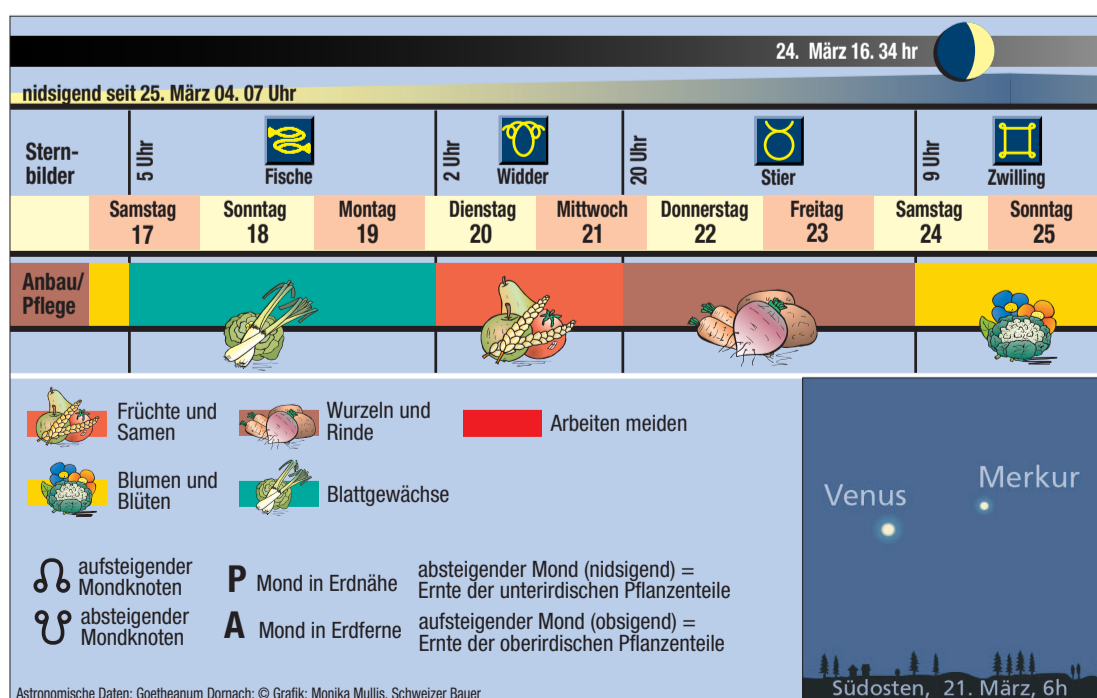 24. März 16. 34 hr
nidsigend seit 25. März 04. 07 Uhr
Stern-
bilder
5 Uhr
Fische
2 Uhr
Widder
20 Uhr
Stier
9 Uhr
Zwilling
Samstag
17
Sonntag
18
Montag
19
Dienstag
20
Mittwoch
21
Donnerstag
22
Freitag
23
Samstag
24
Sonntag
25
Anbau/
Pflege
Früchte und
Samen
Wurzeln und
Rinde
Arbeiten meiden
Blumen und
Blüten
Blattgewächse
aufsteigender
Mondknoten
P Mond in Erdnähe
absteigender Mond (nidsigend) =
Ernte der unterirdischen Pflanzenteile
absteigender
Mondknoten
A Mond in Erdferne
aufsteigender Mond (obsigend) =
Ernte der oberirdischen Pflanzenteile
Venus
Merkur
Südosten, 21. März, 6h
Astronomische Daten: Goetheanum Dornach; © Grafik: Monika Mullis, Schweizer Bauer